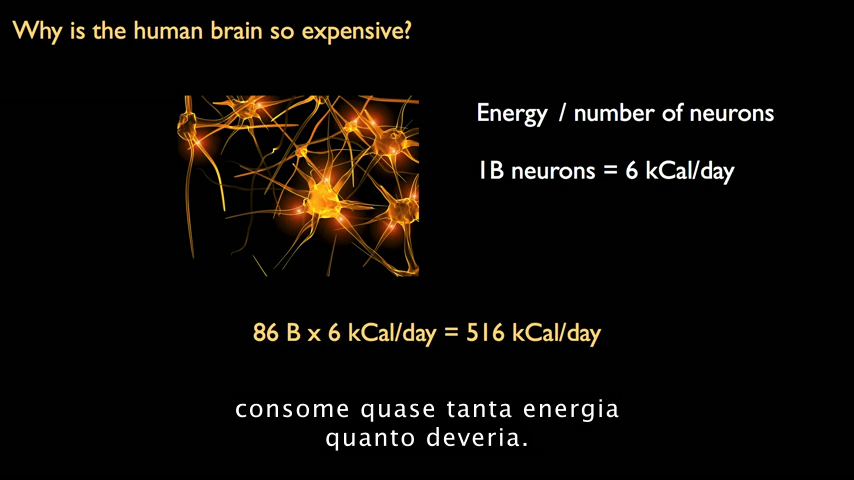 Why is the human brain so expensive?
Energy / number of neurons
1B neurons = 6 kCal/day
86 B x 6 kCal/day = 516 kCal/day
consome quase tanta energia
quanto deveria.